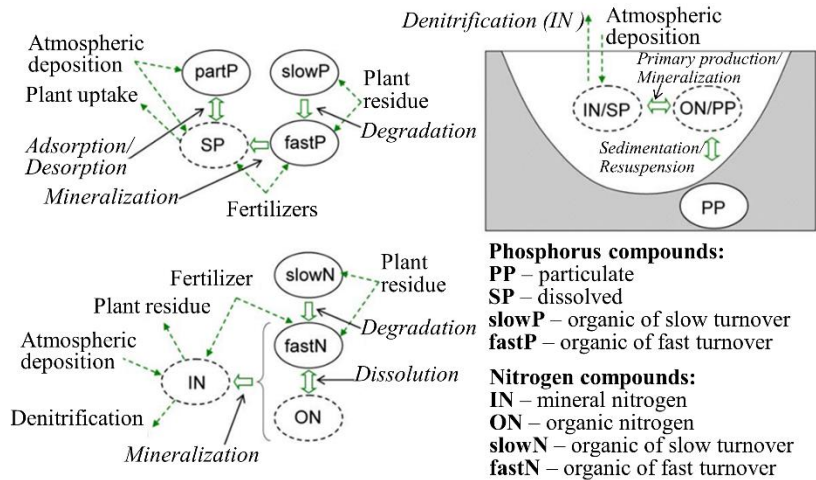 Atmospheric
deposition
Plant uptake
Adsorption/
Desorption
Mineralization
partP
slowP
SP
fastP
Plant
residue
Degradation
Fertilizers
Denitrification (IN)
Atmospheric
deposition
Primary production/
Mineralization
IN/SP
ON/PP
Sedimentation/
Resuspension
PP
Fertilizer
Plant residue
Atmospheric
deposition
IN
Denitrification
Mineralization
slowN
Plant
residue
Degradation
fastN
Dissolution
ON
Phosphorus compounds:
PP – particulate
SP – dissolved
slowP – organic of slow turnover
fastP – organic of fast turnover
Nitrogen compounds:
IN – mineral nitrogen
ON – organic nitrogen
slowN – organic of slow turnover
fastN – organic of fast turnover